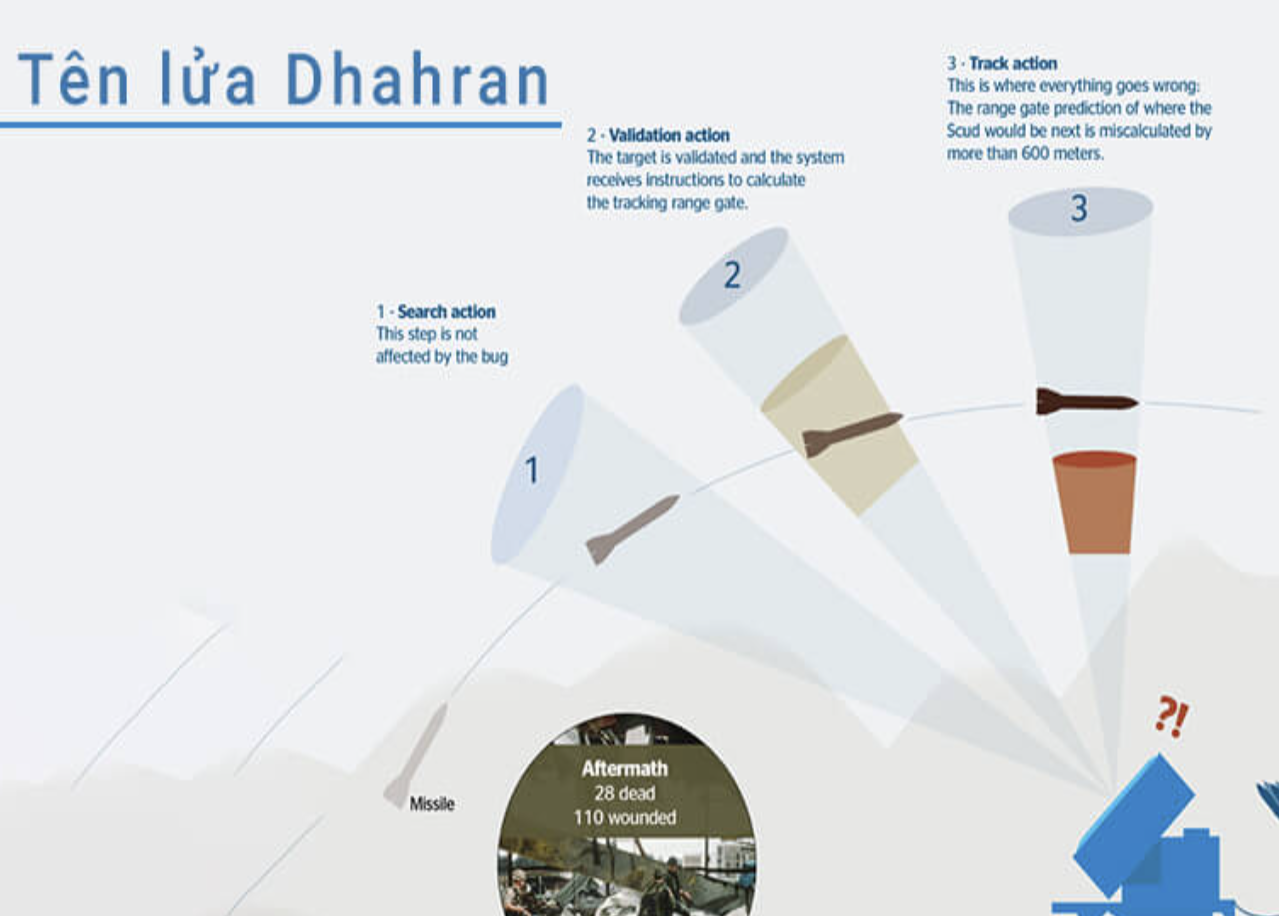 Tên lửa Dhahran
3 - Track action
This is where everything goes wrong:
The range gate prediction of where the
Scud would be next is miscalculated by
more than 600 meters.
2 - Validation action
The target is validated and the system
receives instructions to calculate
the tracking range gate.
1 - Search action
This step is not
affected by the bug
3
2
1
?!
Missile
Aftermath
28 dead
110 wounded